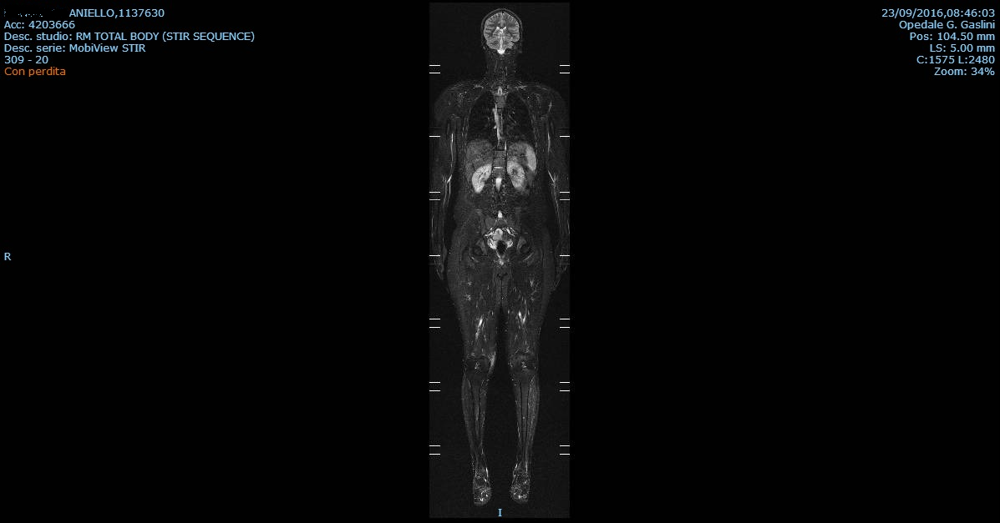 ANIELLO,1137630
Acc: 4203666
Desc. studio: RM TOTAL BODY (STIR SEQUENCE)
Desc. serie: MobiView STIR
309 - 20
Con perdita
23/09/2016,08:46:03
Opedale G. Gaslini
Pos: 104.50 mm
LS: 5.00 mm
C:1575 L:2480
Zoom: 34%
R
I